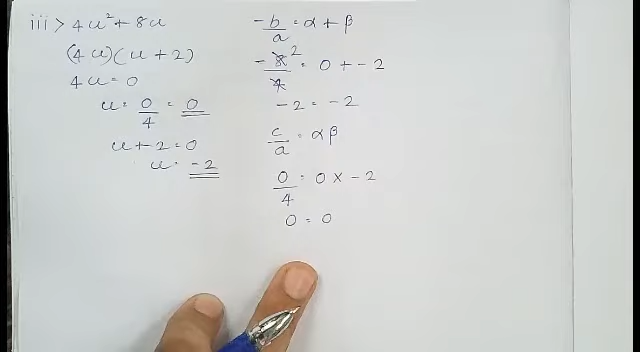 iii > 4u² + 8u
(4u)(u + 2)
4u = 0
u = 0/4 = 0
u + 2 = 0
u = -2
-b/a = α + β
-8/4 2 = 0 + -2
-2 = -2
c/a = αβ
0/4 = 0 x -2
0 = 0